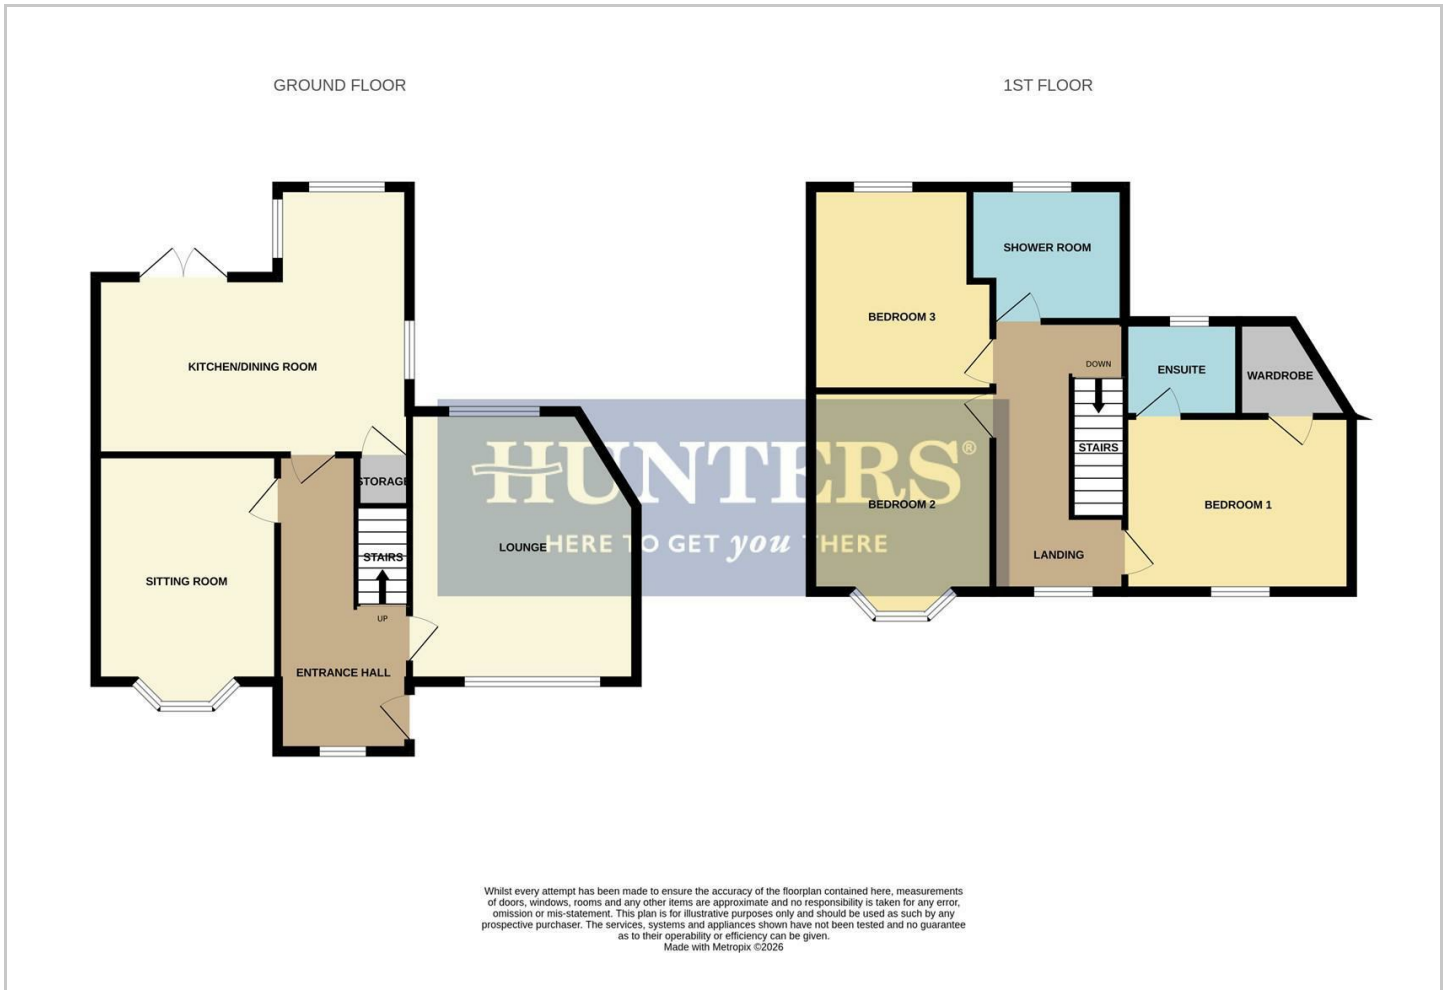 GROUND FLOOR
1ST FLOOR
SHOWER ROOM
BEDROOM 3
KITCHEN/DINING ROOM
DOWN
ENSUITE
WARDROBE
HUNTERS®
HERE TO GET you THERE
STORAGE
STAIRS
BEDROOM 2
BEDROOM 1
LOUNGE
STAIRS
LANDING
SITTING ROOM
UP
ENTRANCE HALL
Whilst every attempt has been made to ensure the accuracy of the floorplan contained here, measurements
of doors, windows, rooms and any other items are approximate and no responsibility is taken for any error,
omission or mis-statement. This plan is for illustrative purposes only and should be used as such by any
prospective purchaser. The services, systems and appliances shown have not been tested and no guarantee
as to their operability or efficiency can be given.
Made with Metropix ©2026